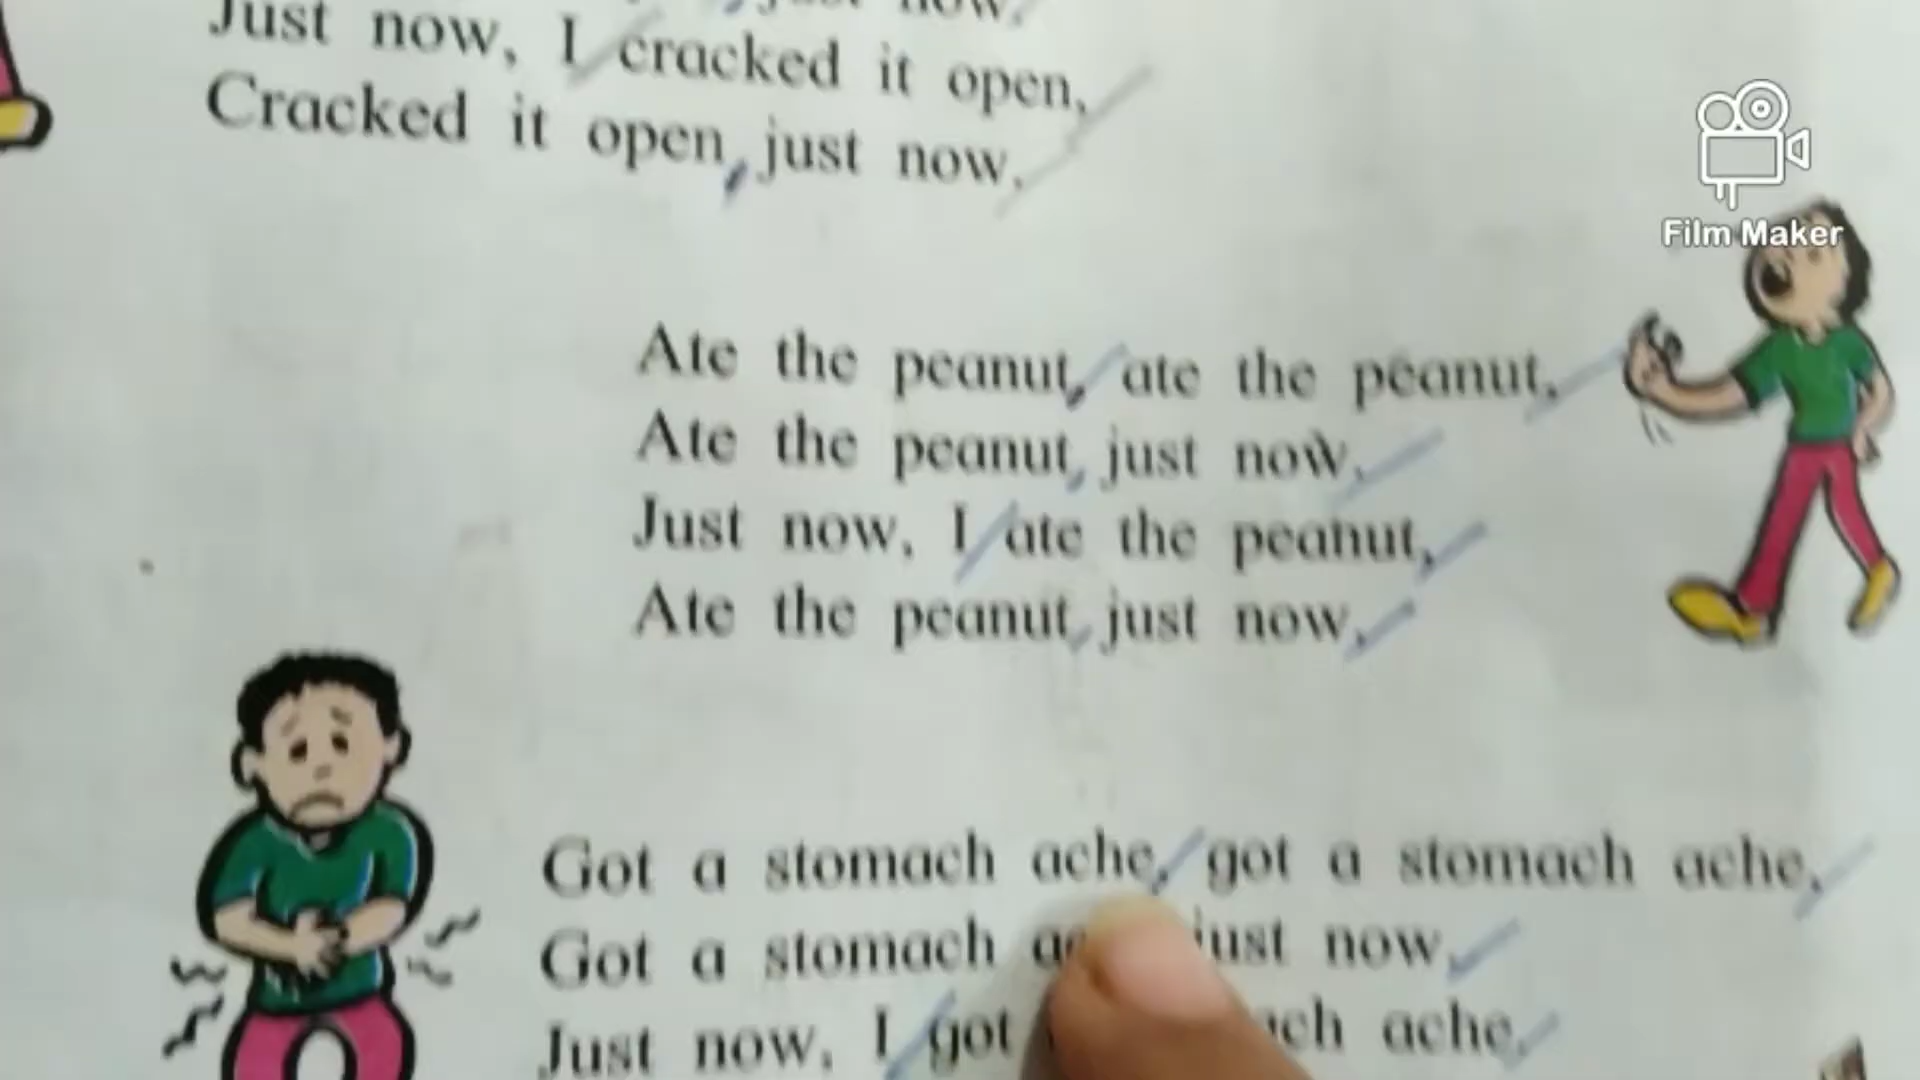 just now,
Just now, I cracked it open,
Cracked it open, just now,
Film Maker
Ate the peanut, ate the peanut,
Ate the peanut, just now,
Just now, I ate the peanut,
Ate the peanut, just now,
Got a stomach ache, got a stomach ache,
Got a stomach just now,
Just now, I got ache,